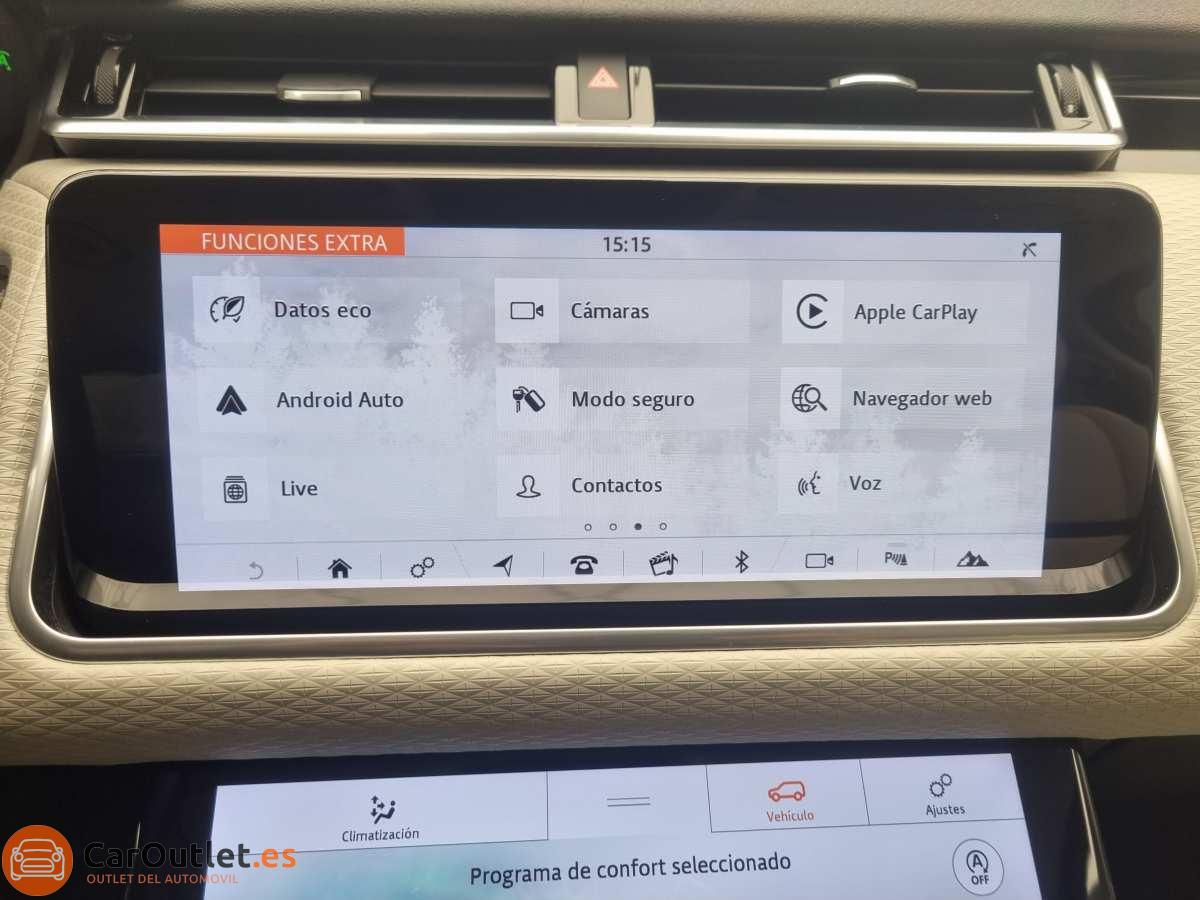 FUNCIONES EXTRA
15:15
Datos eco
Cámaras
Apple CarPlay
Android Auto
Modo seguro
Navegador web
Live
Contactos
Voz
P
Climatización
Vehículo
Ajustes
Programa de confort seleccionado
A
OFF
CarOutlet.es
OUTLET DEL AUTOMOVIL